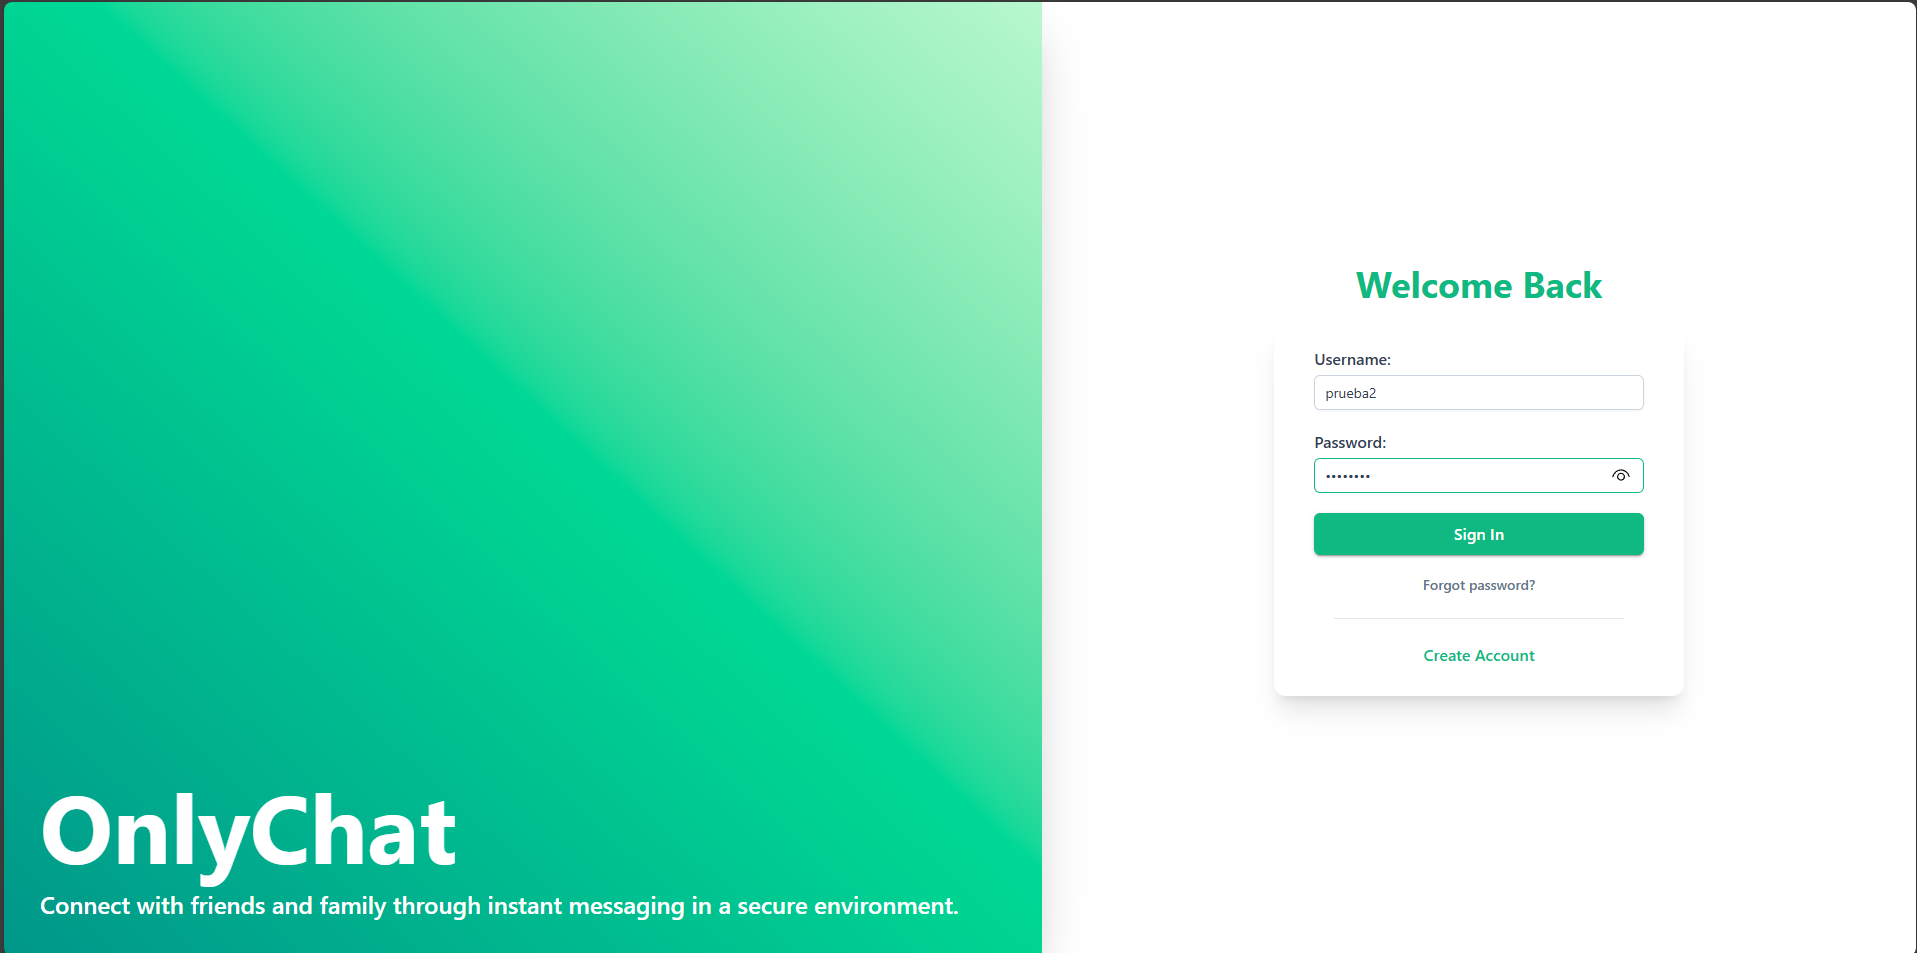 OnlyChat
Connect with friends and family through instant messaging in a secure environment.
Welcome Back
Username:
prueba2
Password:
••••••••
Sign In
Forgot password?
Create Account